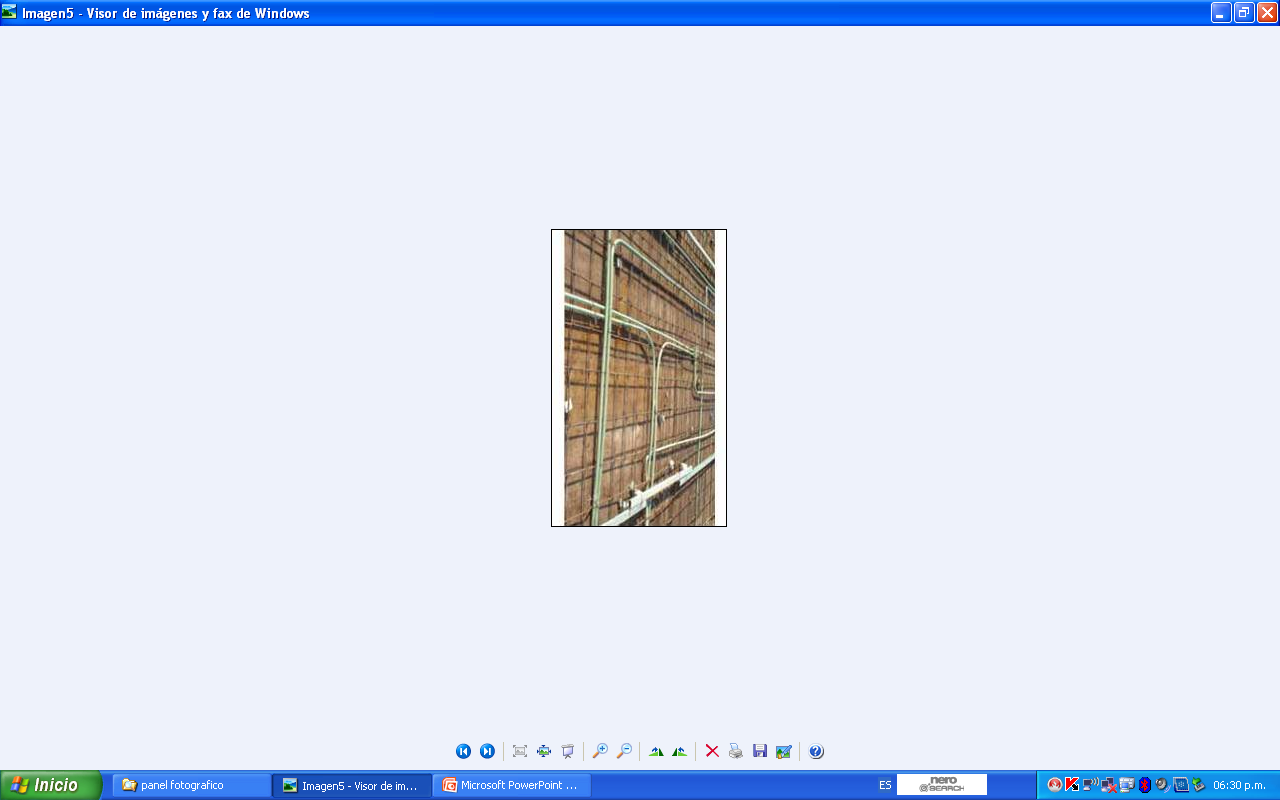 Imagen5 - Visor de imágenes y fax de Windows
Inicio
panel fotografico
Imagen5 - Visor de im...
Microsoft PowerPoint ...
ES
nero
@SEARCH
06:30 p.m.